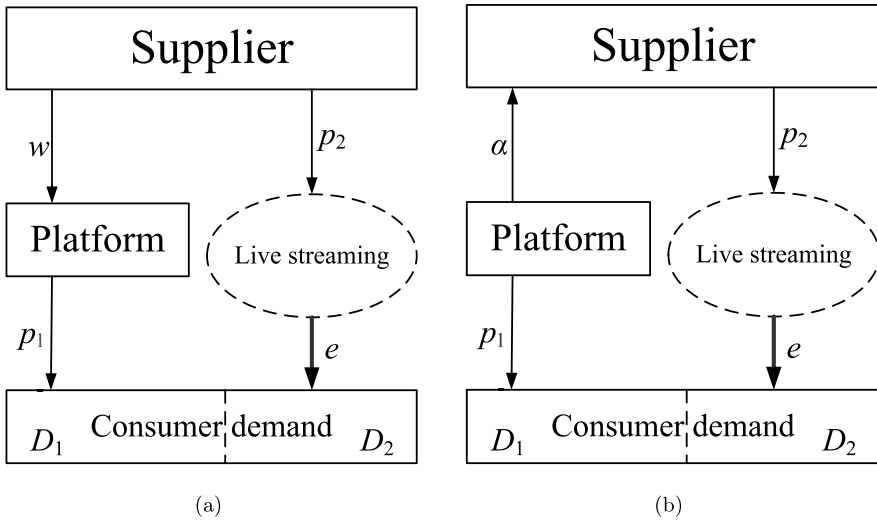 Supplier
w
p2
Platform
Live streaming
p1
e
Consumer demand
D1
D2
(a)
Supplier
α
p2
Platform
Live streaming
p1
e
Consumer demand
D1
D2
(b)